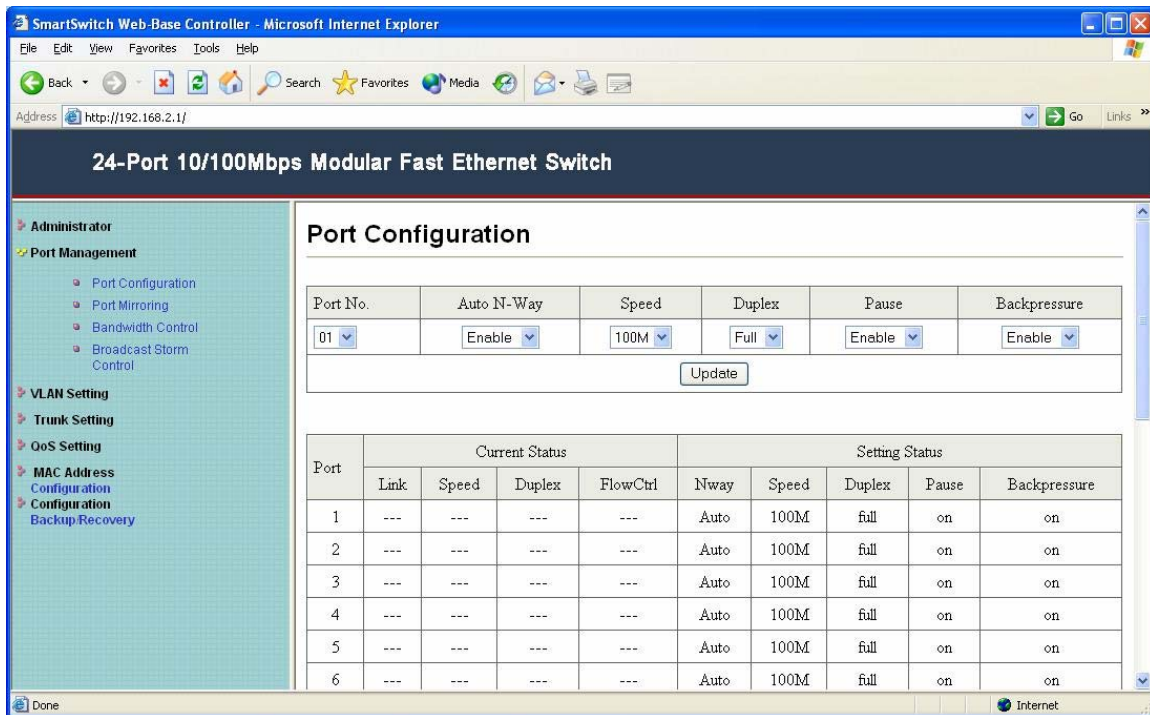 SmartSwitch Web-Base Controller - Microsoft Internet Explorer
File Edit View Favorites Tools Help
Back Search Favorites Media
Address http://192.168.2.1/ Go Links »
24-Port 10/100Mbps Modular Fast Ethernet Switch
Administrator
Port Management
Port Configuration
Port Mirroring
Bandwidth Control
Broadcast Storm
Control
VLAN Setting
Trunk Setting
QoS Setting
MAC Address
Configuration
Configuration
Backup/Recovery
Port Configuration
Port No. Auto N-Way Speed Duplex Pause Backpressure
01 Enable 100M Full Enable Enable
Update
Port Current Status Setting Status
Link Speed Duplex FlowCtrl Nway Speed Duplex Pause Backpressure
1 --- --- --- --- Auto 100M full on on
2 --- --- --- --- Auto 100M full on on
3 --- --- --- --- Auto 100M full on on
4 --- --- --- --- Auto 100M full on on
5 --- --- --- --- Auto 100M full on on
6 --- --- --- --- Auto 100M full on on
Done Internet